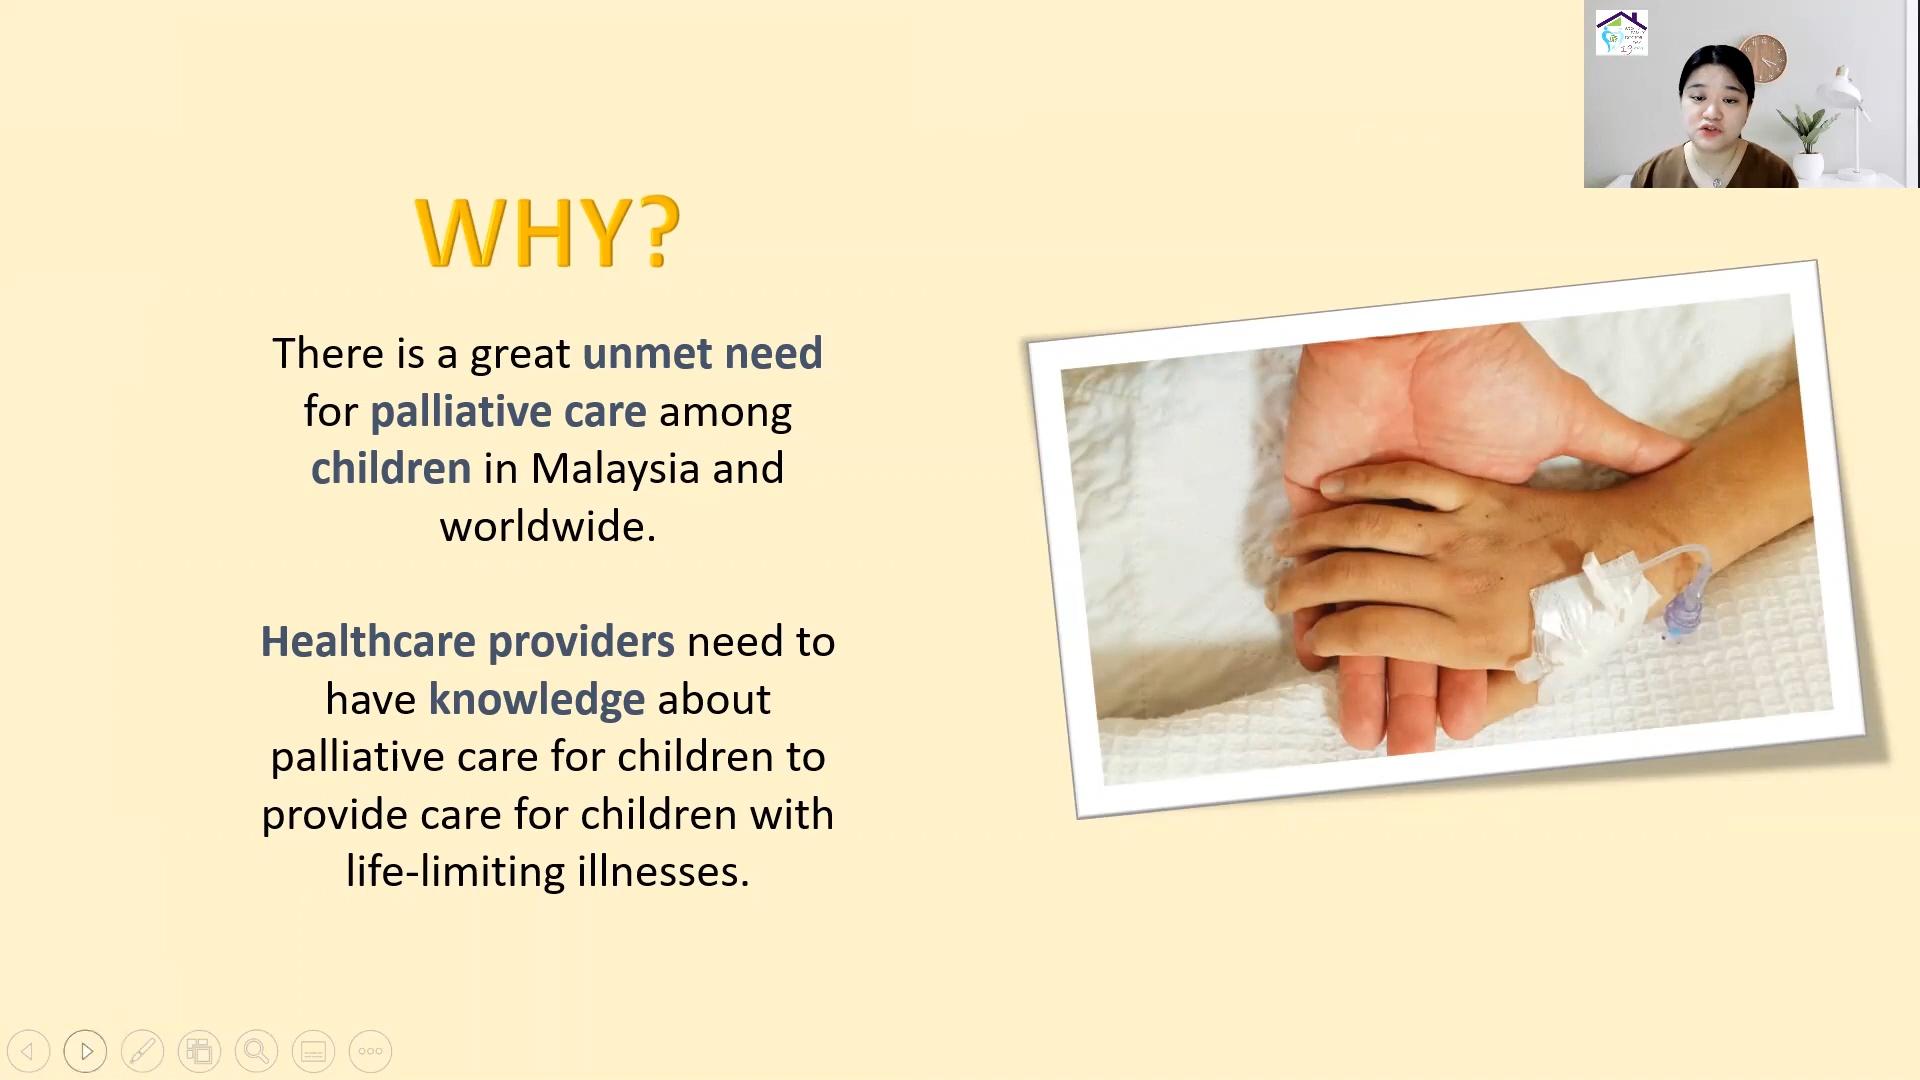 WHY?
There is a great unmet need
for palliative care among
children in Malaysia and
worldwide.
Healthcare providers need to
have knowledge about
palliative care for children to
provide care for children with
life-limiting illnesses.